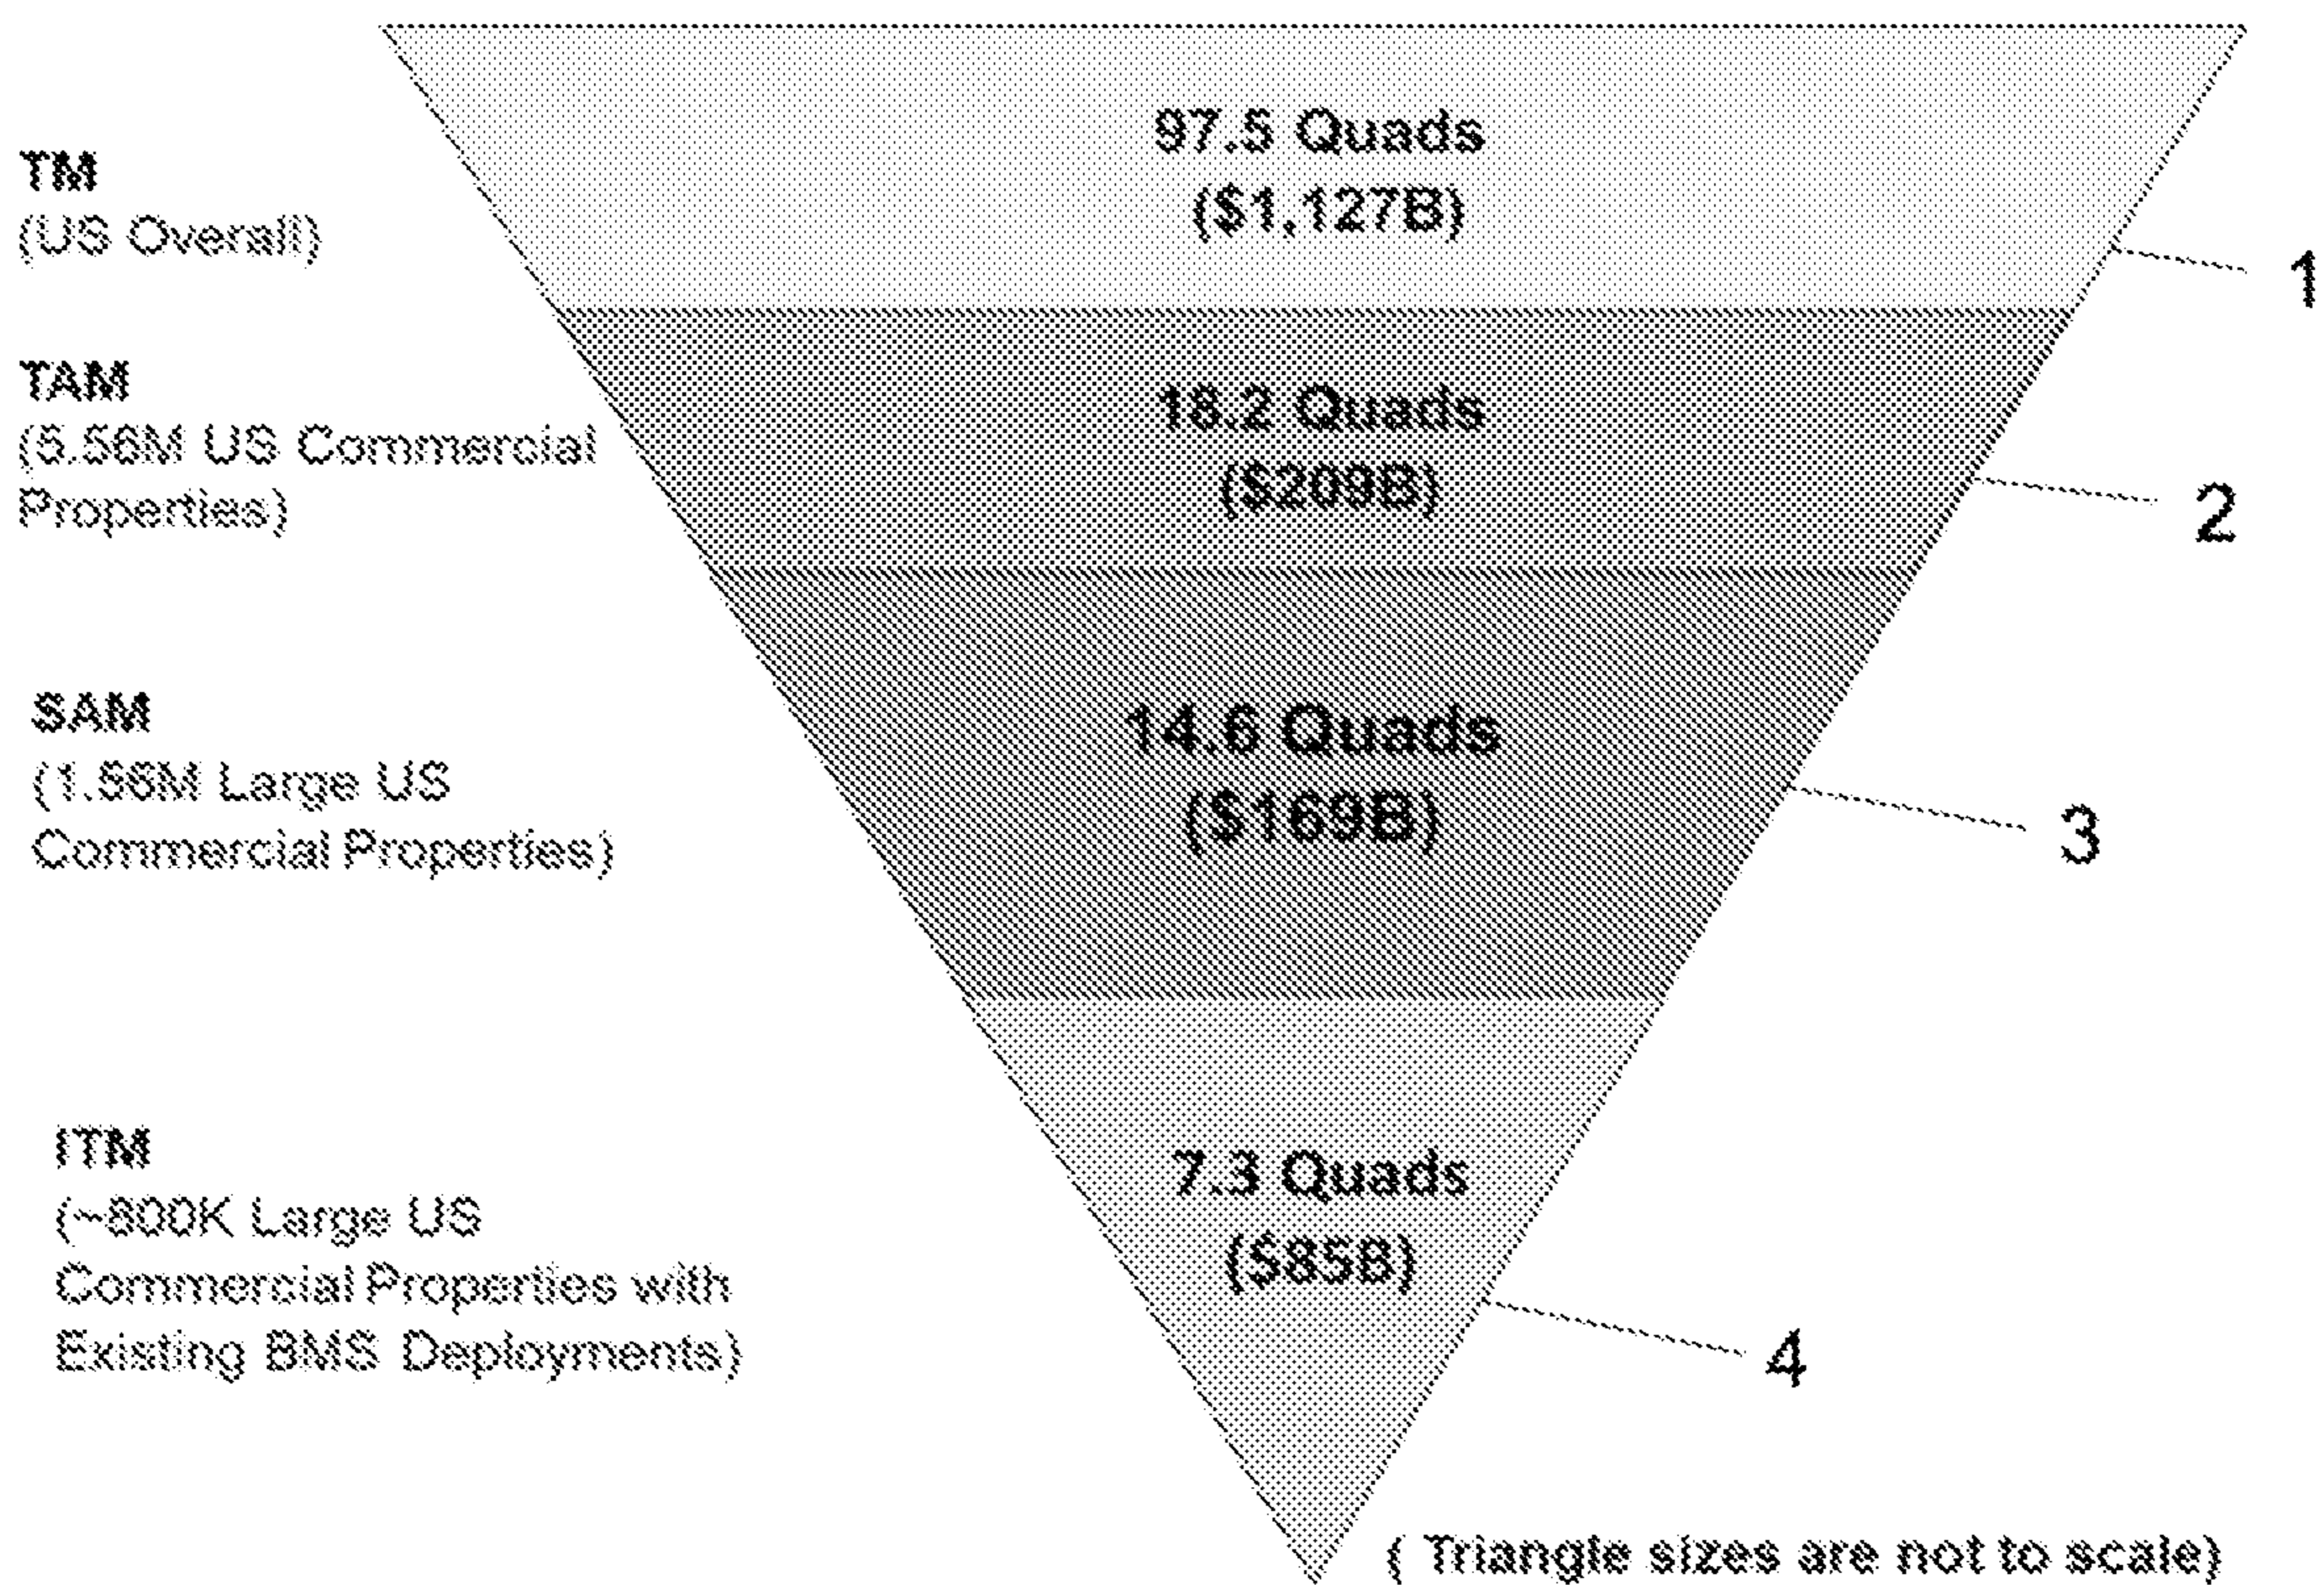 TM
(US Overall)
97.5 Quads
($1,127B)
1
TAM
(5.56M US Commercial
Properties)
18.2 Quads
($209B)
2
SAM
(1.56M Large US
Commercial Properties)
14.6 Quads
($169B)
3
ITM
(~800K Large US
Commercial Properties with
Existing BMS Deployments)
7.3 Quads
($85B)
4
( Triangle sizes are not to scale)